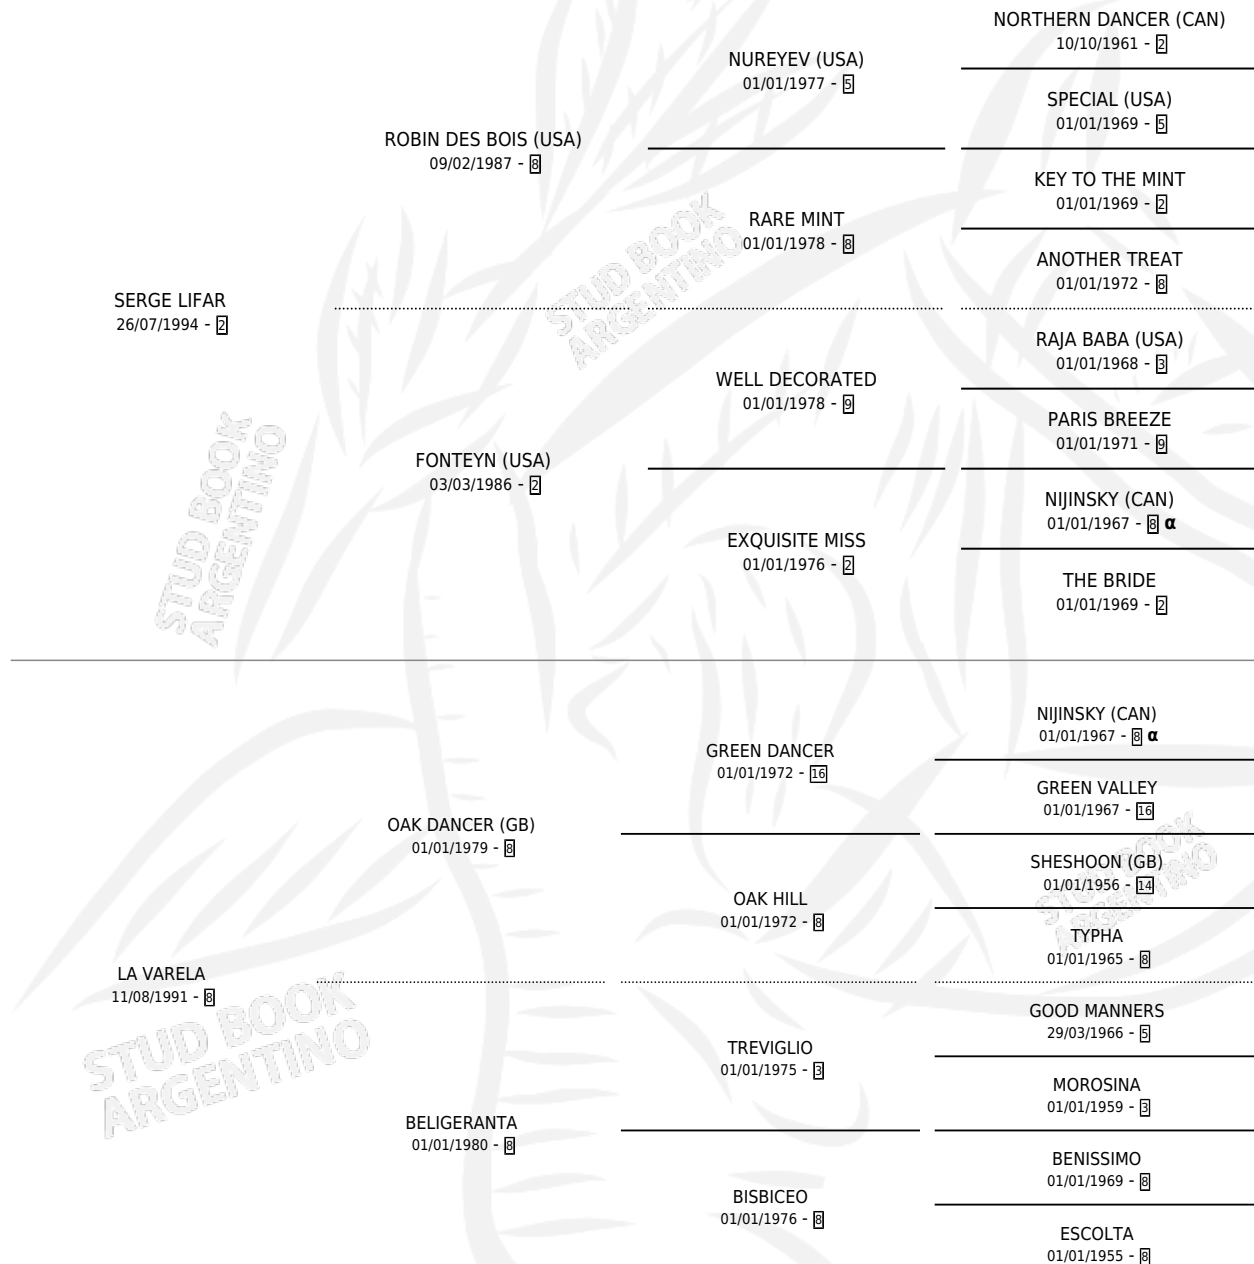 NORTHERN DANCER (CAN)
10/10/1961 - 2
NUREYEV (USA)
01/01/1977 - 5
SPECIAL (USA)
01/01/1969 - 5
ROBIN DES BOIS (USA)
09/02/1987 - 8
KEY TO THE MINT
01/01/1969 - 2
RARE MINT
01/01/1978 - 8
ANOTHER TREAT
01/01/1972 - 8
SERGE LIFAR
26/07/1994 - 2
RAJA BABA (USA)
01/01/1968 - 3
WELL DECORATED
01/01/1978 - 9
PARIS BREEZE
01/01/1971 - 9
FONTEYN (USA)
03/03/1986 - 2
NIJINSKY (CAN)
01/01/1967 - 8 α
EXQUISITE MISS
01/01/1976 - 2
THE BRIDE
01/01/1969 - 2
NIJINSKY (CAN)
01/01/1967 - 8 α
GREEN DANCER
01/01/1972 - 16
GREEN VALLEY
01/01/1967 - 16
OAK DANCER (GB)
01/01/1979 - 8
SHESHOON (GB)
01/01/1956 - 14
OAK HILL
01/01/1972 - 8
TYPHA
01/01/1965 - 8
LA VARELA
11/08/1991 - 8
GOOD MANNERS
29/03/1966 - 5
TREVIGLIO
01/01/1975 - 3
MOROSINA
01/01/1959 - 3
BELIGERANTA
01/01/1980 - 8
BENISSIMO
01/01/1969 - 8
BISBICEO
01/01/1976 - 8
ESCOLTA
01/01/1955 - 8
STUD BOOK
ARGENTINO
STUD BOOK
ARGENTINO
STUD BOOK
ARGENTINO
STUD BOOK
ARGENTINO